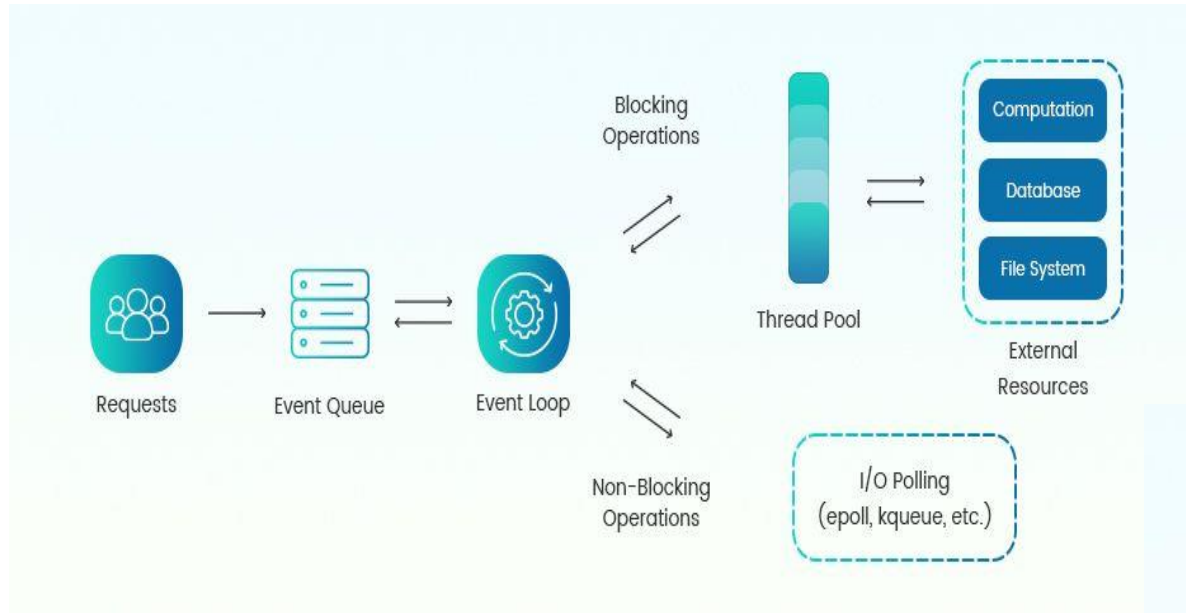 Blocking
Operations
Computation
Database
File System
Thread Pool
External
Resources
Requests
Event Queue
Event Loop
Non-Blocking
Operations
I/O Polling
(epoll, kqueue, etc.)